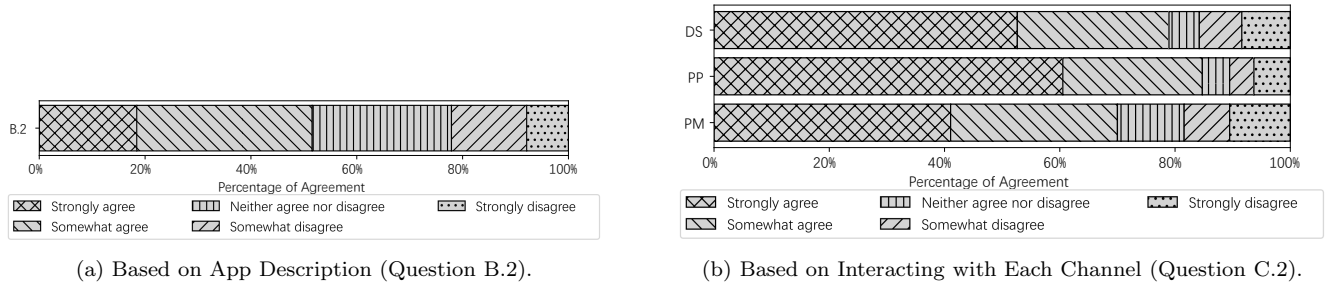 B.2
0% 20% 40% 60% 80% 100%
Percentage of Agreement
Strongly agree Neither agree nor disagree Strongly disagree
Somewhat agree Somewhat disagree
(a) Based on App Description (Question B.2).
DS
PP
PM
0% 20% 40% 60% 80% 100%
Percentage of Agreement
Strongly agree Neither agree nor disagree Strongly disagree
Somewhat agree Somewhat disagree
(b) Based on Interacting with Each Channel (Question C.2).